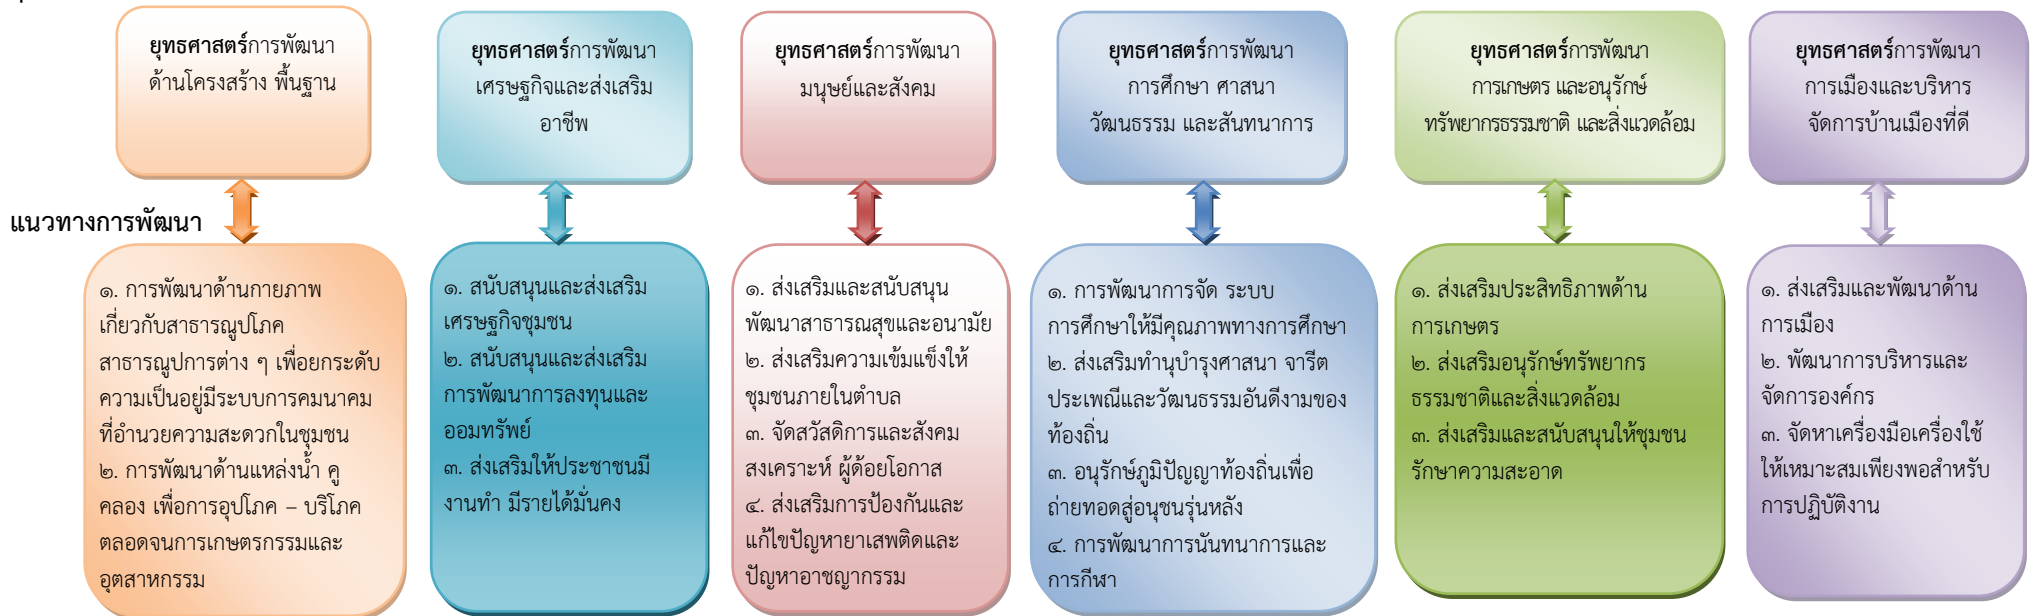 ยุทธศาสตร์การพัฒนา
ด้านโครงสร้าง พื้นฐาน
ยุทธศาสตร์การพัฒนา
เศรษฐกิจและส่งเสริม
อาชีพ
ยุทธศาสตร์การพัฒนา
มนุษย์และสังคม
ยุทธศาสตร์การพัฒนา
การศึกษา ศาสนา
วัฒนธรรม และสันทนาการ
ยุทธศาสตร์การพัฒนา
การเกษตร และอนุรักษ์
ทรัพยากรธรรมชาติ และสิ่งแวดล้อม
ยุทธศาสตร์การพัฒนา
การเมืองและบริหาร
จัดการบ้านเมืองที่ดี
แนวทางการพัฒนา
๑. การพัฒนาด้านกายภาพ
เกี่ยวกับสาธารณูปโภค
สาธารณูปการต่าง ๆ เพื่อยกระดับ
ความเป็นอยู่มีระบบการคมนาคม
ที่อำนวยความสะดวกในชุมชน
๒. การพัฒนาด้านแหล่งน้ำ คู
คลอง เพื่อการอุปโภค – บริโภค
ตลอดจนการเกษตรกรรมและ
อุตสาหกรรม
๑. สนับสนุนและส่งเสริม
เศรษฐกิจชุมชน
๒. สนับสนุนและส่งเสริม
การพัฒนาการลงทุนและ
ออมทรัพย์
๓. ส่งเสริมให้ประชาชนมี
งานทำ มีรายได้มั่นคง
๑. ส่งเสริมและสนับสนุน
พัฒนาสาธารณสุขและอนามัย
๒. ส่งเสริมความเข้มแข็งให้
ชุมชนภายในตำบล
๓. จัดสวัสดิการและสังคม
สงเคราะห์ ผู้ด้อยโอกาส
๔. ส่งเสริมการป้องกันและ
แก้ไขปัญหายาเสพติดและ
ปัญหาอาชญากรรม
๑. การพัฒนาการจัด ระบบ
การศึกษาให้มีคุณภาพทางการศึกษา
๒. ส่งเสริมทำนุบำรุงศาสนา จารีต
ประเพณีและวัฒนธรรมอันดีงามของ
ท้องถิ่น
๓. อนุรักษ์ภูมิปัญญาท้องถิ่นเพื่อ
ถ่ายทอดสู่อนุชนรุ่นหลัง
๔. การพัฒนาการนันทนาการและ
การกีฬา
๑. ส่งเสริมประสิทธิภาพด้าน
การเกษตร
๒. ส่งเสริมอนุรักษ์ทรัพยากร
ธรรมชาติและสิ่งแวดล้อม
๓. ส่งเสริมและสนับสนุนให้ชุมชน
รักษาความสะอาด
๑. ส่งเสริมและพัฒนาด้าน
การเมือง
๒. พัฒนาการบริหารและ
จัดการองค์กร
๓. จัดหาเครื่องมือเครื่องใช้
ให้เหมาะสมเพียงพอสำหรับ
การปฏิบัติงาน